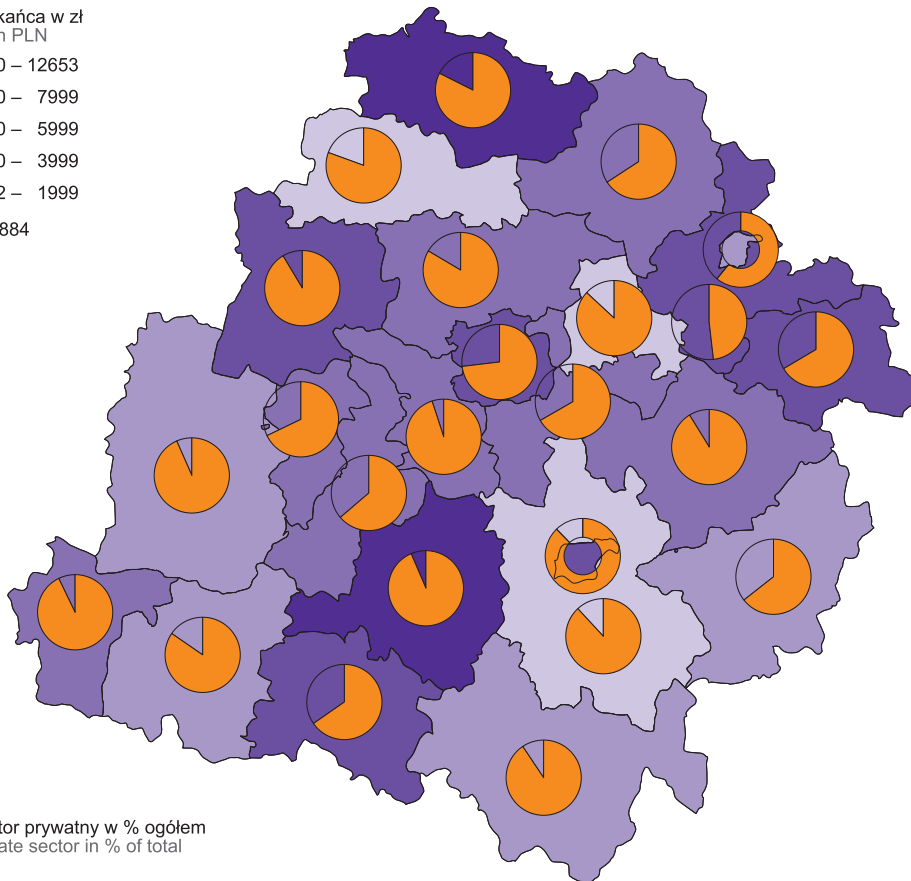 kańca w zł
n PLN
0 – 12653
0 – 7999
0 – 5999
0 – 3999
2 – 1999
884
tor prywatny w % ogółem
ate sector in % of total